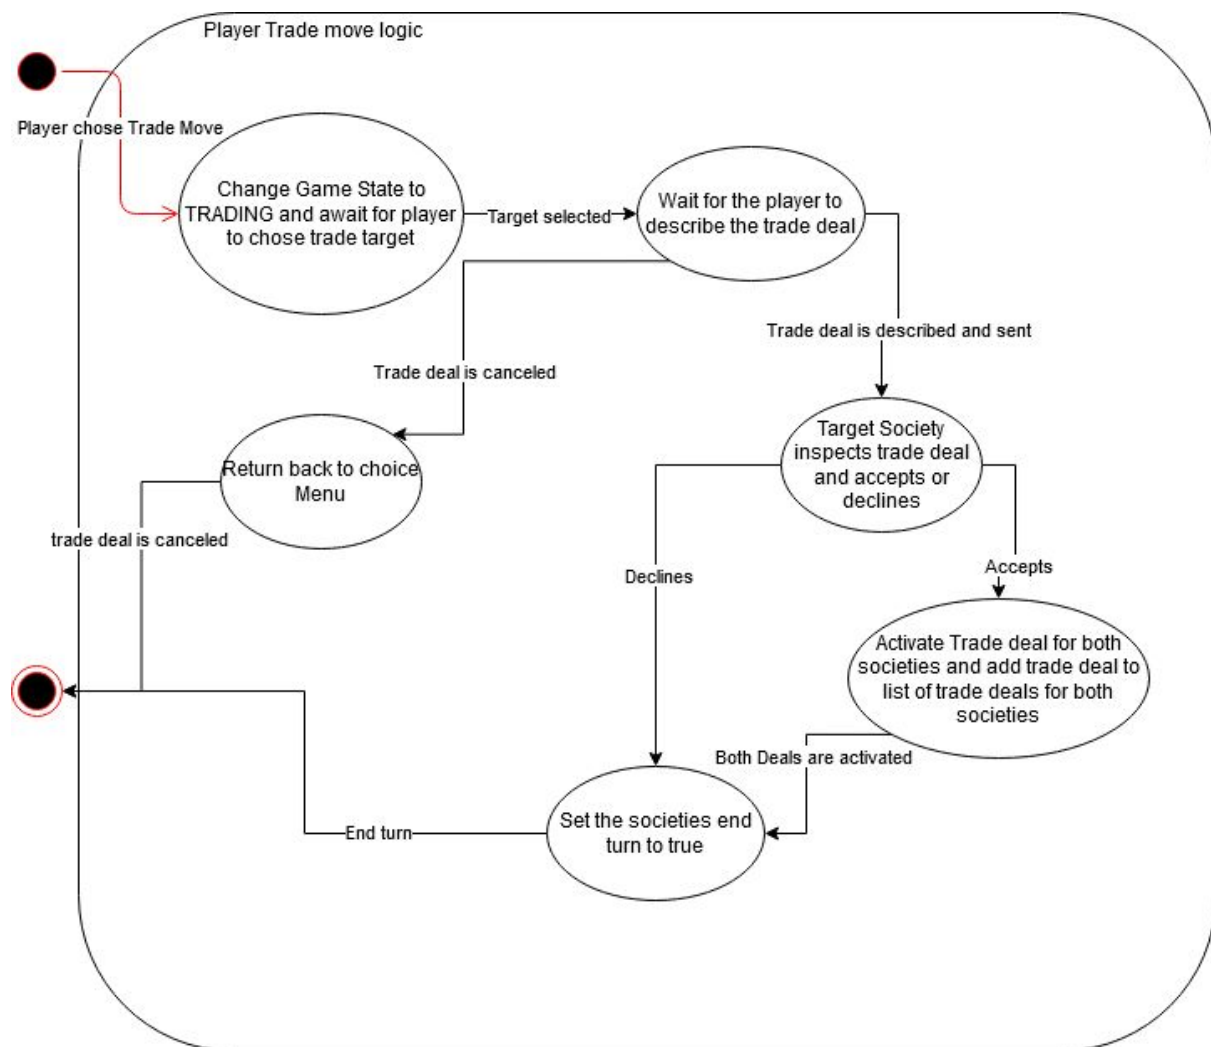 Player Trade move logic
Player chose Trade Move
Change Game State to
TRADING and await for player
to chose trade target
Target selected
Wait for the player to
describe the trade deal
Trade deal is described and sent
Trade deal is canceled
Return back to choice
Menu
trade deal is canceled
Target Society
inspects trade deal
and accepts or
declines
Declines
Accepts
Activate Trade deal for both
societies and add trade deal to
list of trade deals for both
societies
Both Deals are activated
Set the societies end
turn to true
End turn